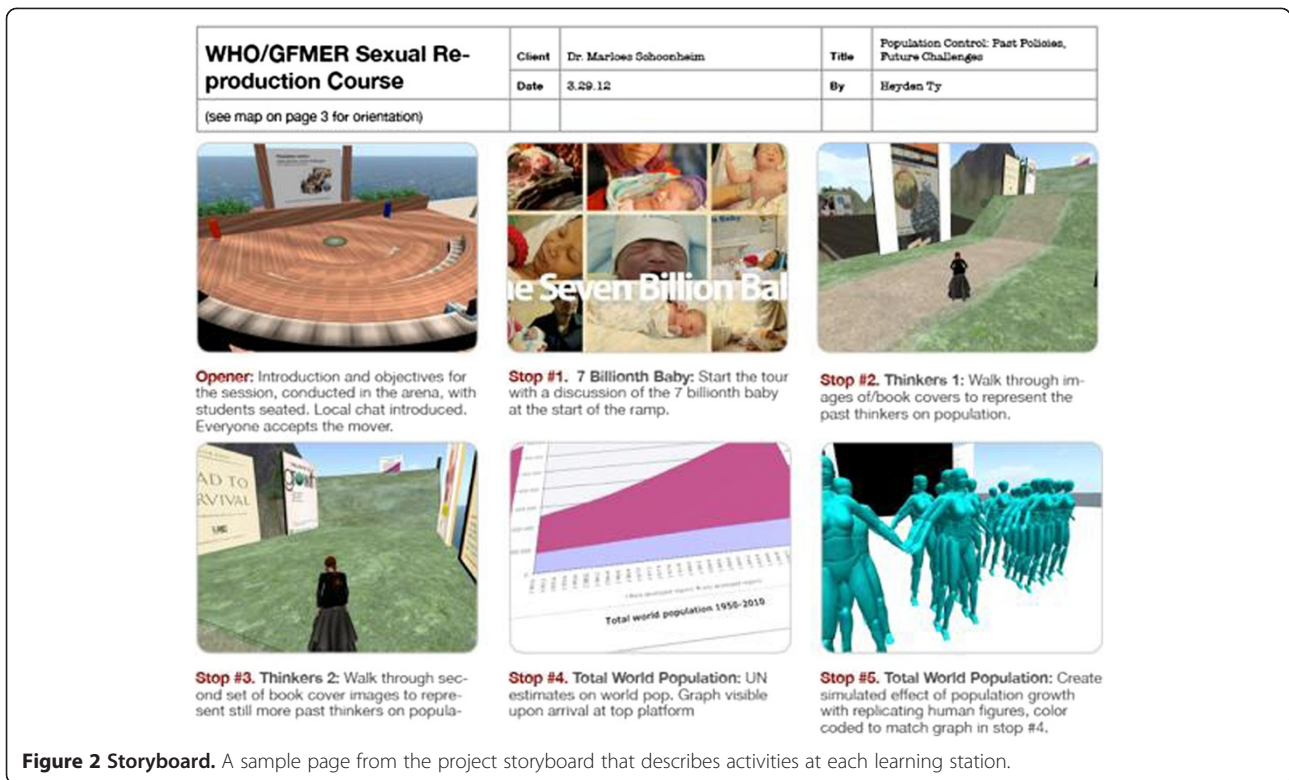 WHO/GFMER Sexual Re-
production Course
(see map on page 3 for orientation)
Client
Dr. Marloes Schoonheim
Title
Population Control: Past Policies,
Future Challenges
Date
3.29.12
By
Heyden Ty
e Seven Billion Bal
Opener: Introduction and objectives for
the session, conducted in the arena, with
students seated. Local chat introduced.
Everyone accepts the mover.
Stop #1. 7 Billionth Baby: Start the tour
with a discussion of the 7 billionth baby
at the start of the ramp.
Stop #2. Thinkers 1: Walk through im-
ages of/book covers to represent the
past thinkers on population.
AD TO
RVIVAL
growth
Total world population 1950-2010
Stop #3. Thinkers 2: Walk through sec-
ond set of book cover images to repre-
sent still more past thinkers on popula-
Stop #4. Total World Population: UN
estimates on world pop. Graph visible
upon arrival at top platform
Stop #5. Total World Population: Create
simulated effect of population growth
with replicating human figures, color
coded to match graph in stop #4.
Figure 2 Storyboard. A sample page from the project storyboard that describes activities at each learning station.